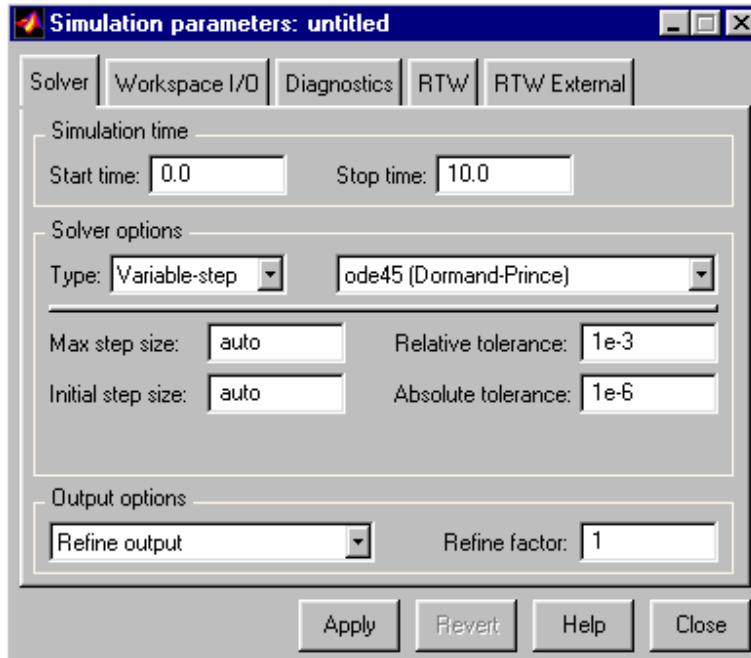 Simulation parameters: untitled
Solver Workspace I/O Diagnostics RTW RTW External
Simulation time
Start time: 0.0 Stop time: 10.0
Solver options
Type: Variable-step ode45 (Dormand-Prince)
Max step size: auto Relative tolerance: 1e-3
Initial step size: auto Absolute tolerance: 1e-6
Output options
Refine output Refine factor: 1
Apply Revert Help Close